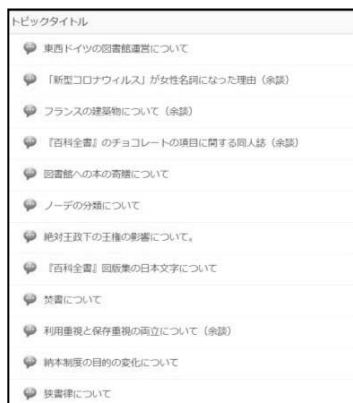 トピックタイトル
東西ドイツの図書館運営について
「新型コロナウィルス」が女性名詞になった理由（余談）
フランスの建築物について（余談）
『百科全書』のチョコレートの項目に関する同人誌（余談）
図書館への本の寄贈について
ノーデの分類について
絶対王政下の王権の影響について。
『百科全書』図版集の日本文字について
焚書について
利用重視と保存重視の両立について（余談）
納本制度の目的の変化について
狭書律について